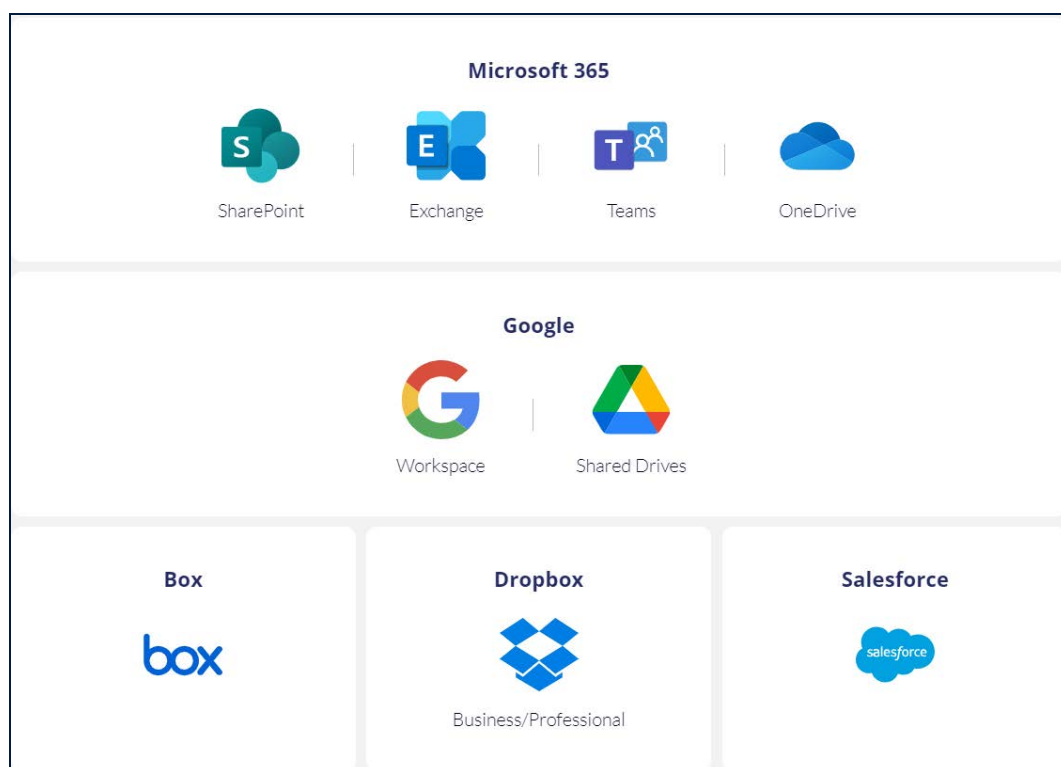 Microsoft 365
S
E
T
SharePoint
Exchange
Teams
OneDrive
Google
Workspace
Shared Drives
Box
Dropbox
Salesforce
box
salesforce
Business/Professional